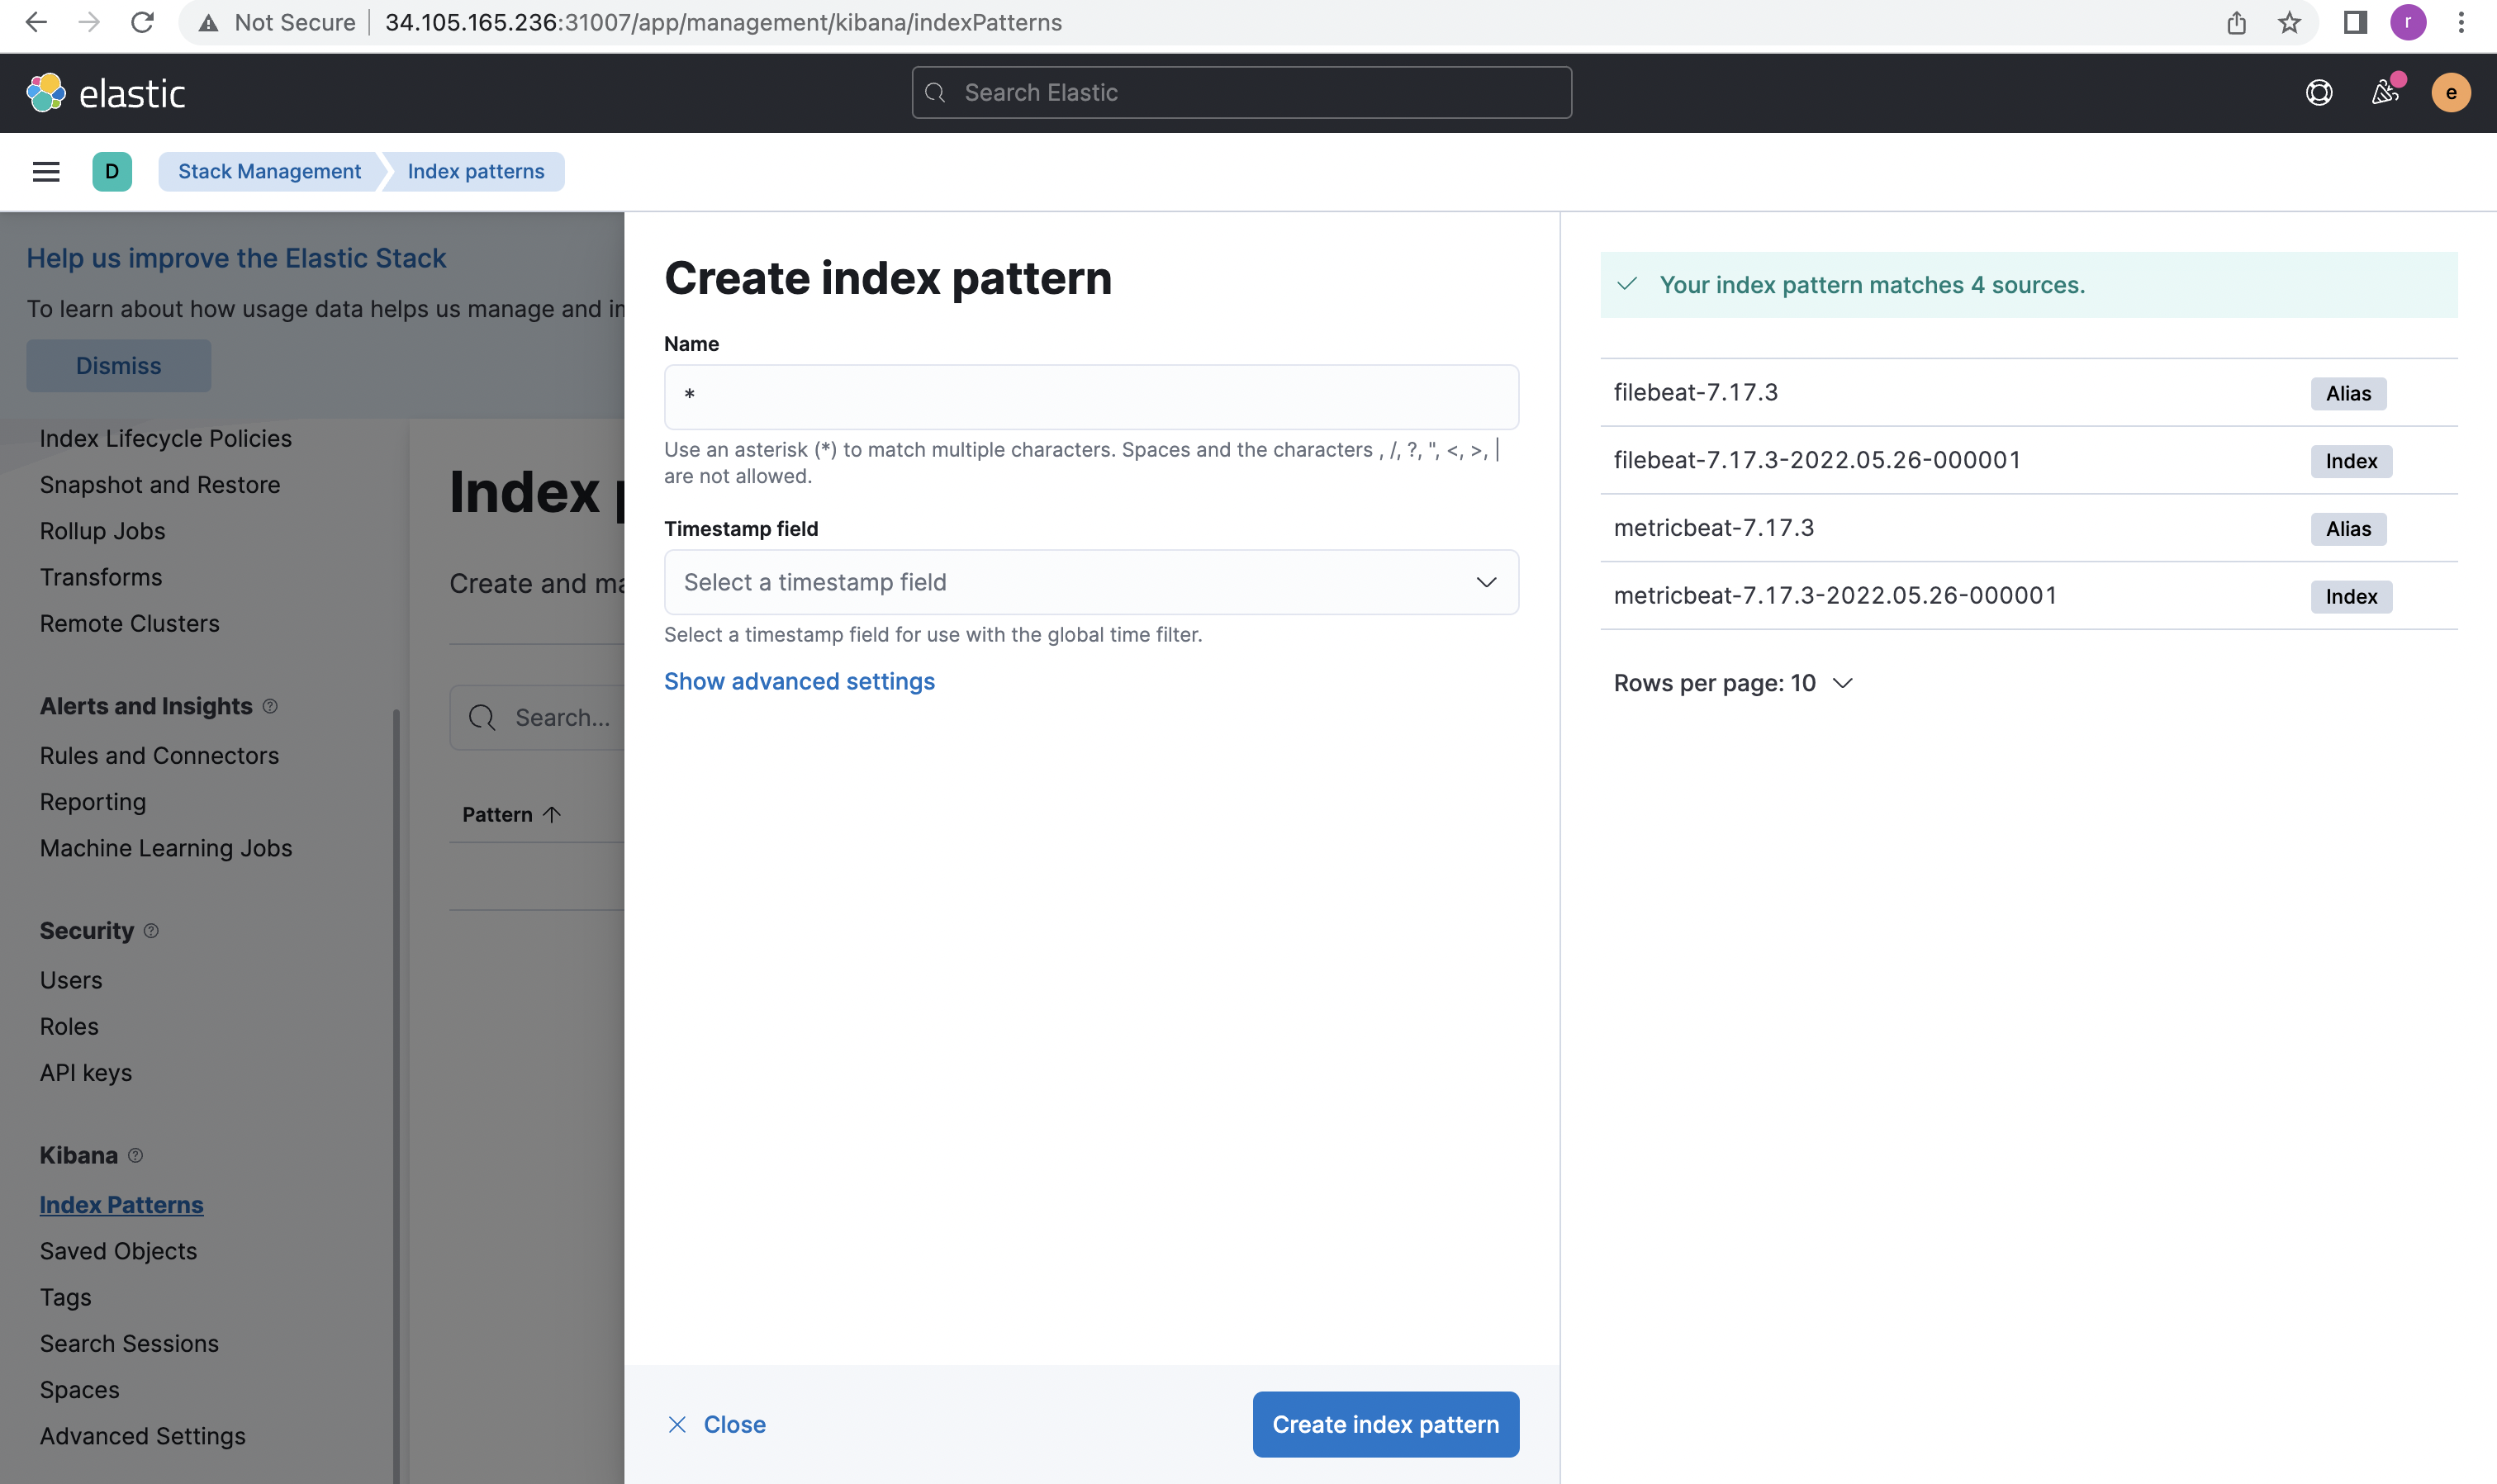 Not Secure
34.105.165.236:31007/app/management/kibana/indexPatterns
r
elastic
Search Elastic
e
D
Stack Management
Index patterns
Help us improve the Elastic Stack
To learn about how usage data helps us manage and
Dismiss
Index Lifecycle Policies
Snapshot and Restore
Rollup Jobs
Transforms
Remote Clusters
Alerts and Insights
Rules and Connectors
Reporting
Machine Learning Jobs
Security
Users
Roles
API keys
Kibana
Index Patterns
Saved Objects
Tags
Search Sessions
Spaces
Advanced Settings
Index
Create and
Search...
Pattern
Create index pattern
Name
*
Use an asterisk (*) to match multiple characters. Spaces and the characters , /, ?, ", <, >, |
are not allowed.
Timestamp field
Select a timestamp field
Select a timestamp field for use with the global time filter.
Show advanced settings
Close
Create index pattern
Your index pattern matches 4 sources.
filebeat-7.17.3 Alias
filebeat-7.17.3-2022.05.26-000001 Index
metricbeat-7.17.3 Alias
metricbeat-7.17.3-2022.05.26-000001 Index
Rows per page: 10